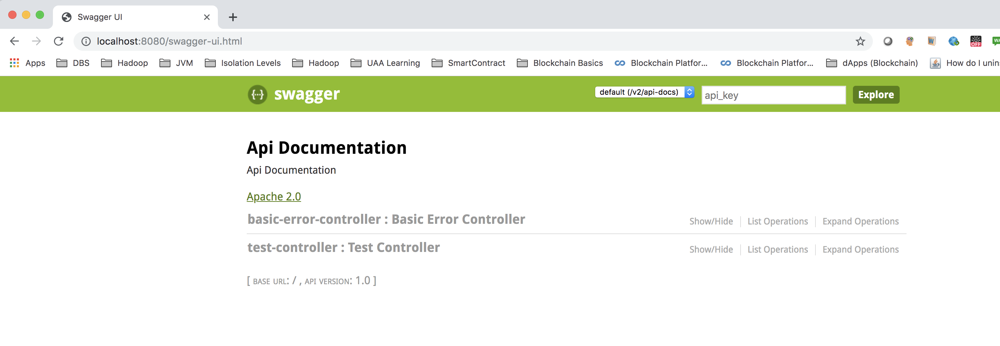 Swagger UI
localhost:8080/swagger-ui.html
W
OFF
Apps DBS Hadoop JVM Isolation Levels Hadoop UAA Learning SmartContract Blockchain Basics Blockchain Platfor... Blockchain Platfor... dApps (Blockchain) How do I
{...} swagger default (/v2/api-docs) api_key Explore
Api Documentation
Api Documentation
Apache 2.0
basic-error-controller : Basic Error Controller Show/Hide List Operations Expand Operations
test-controller : Test Controller Show/Hide List Operations Expand Operations
[ BASE URL: / , API VERSION: 1.0 ]